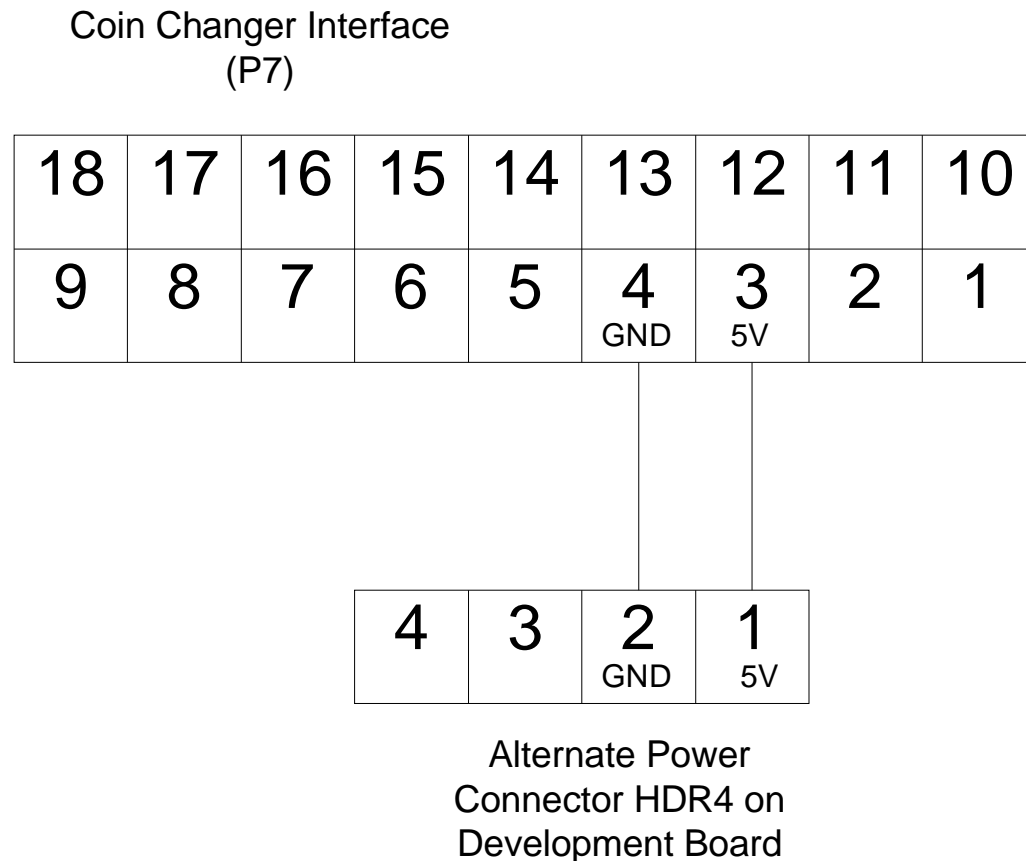 Coin Changer Interface
(P7)
18 17 16 15 14 13 12 11 10
9 8 7 6 5 4 3 2 1
GND 5V
4 3 2 1
GND 5V
Alternate Power
Connector HDR4 on
Development Board